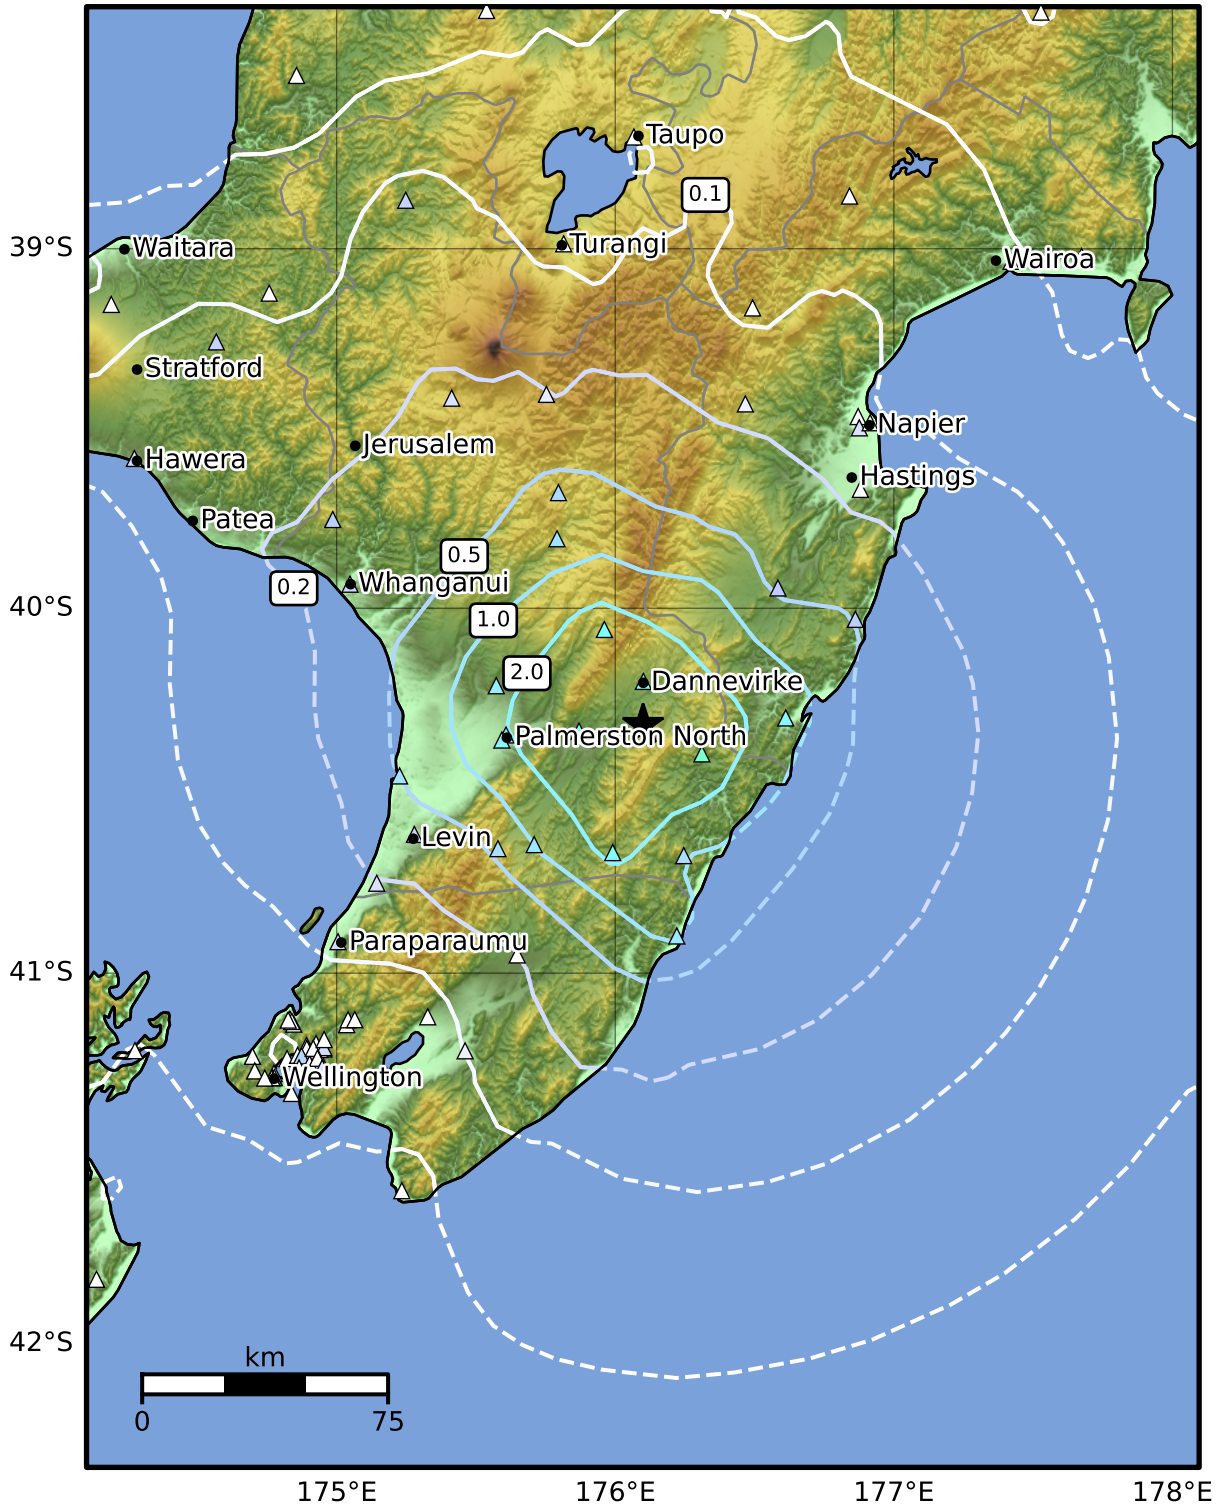 Taupo
0.1
39°S
Waitara
Turangi
Wairoa
Stratford
Napier
Jerusalem
Hawera
Hastings
Patea
0.5
Whanganui
0.2
40°S
1.0
2.0
Dannevirke
Palmerston North
Levin
Paraparaumu
41°S
Wellington
42°S
km
0
75
175°E
176°E
177°E
178°E